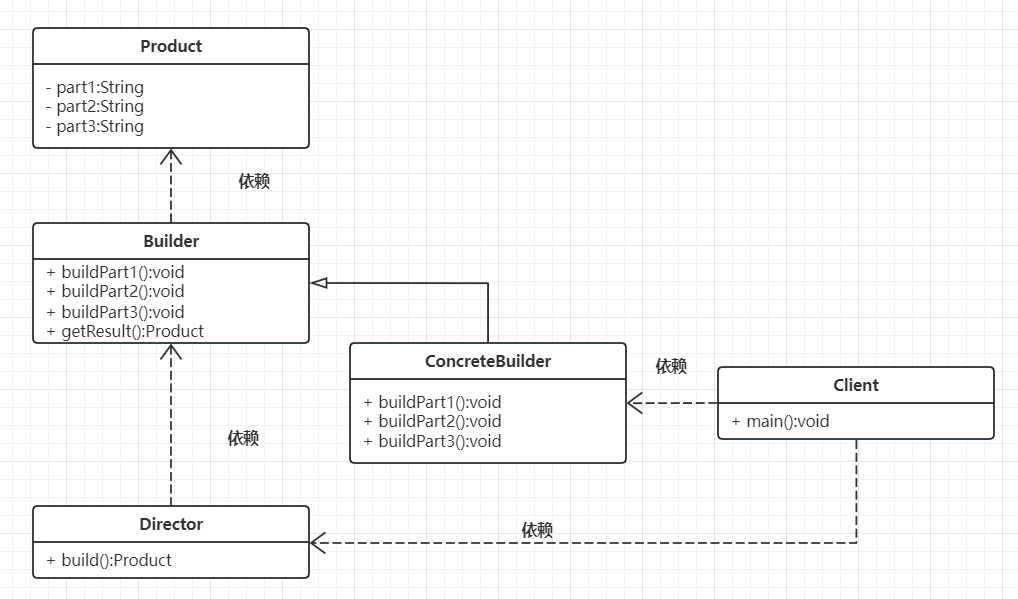 Product
- part1:String
- part2:String
- part3:String
依赖
Builder
+ buildPart1():void
+ buildPart2():void
+ buildPart3():void
+ getResult():Product
ConcreteBuilder
+ buildPart1():void
+ buildPart2():void
+ buildPart3():void
依赖
Client
+ main():void
依赖
Director
+ build():Product
依赖